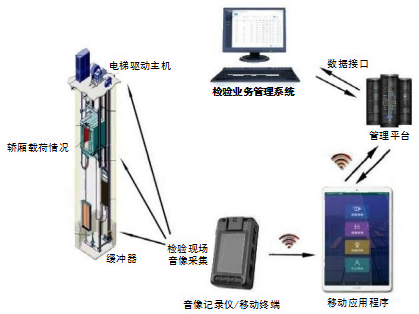 电梯驱动主机
检验业务管理系统
数据接口
管理平台
轿厢载荷情况
检验现场
音像采集
缓冲器
音像记录仪/移动终端
移动应用程序